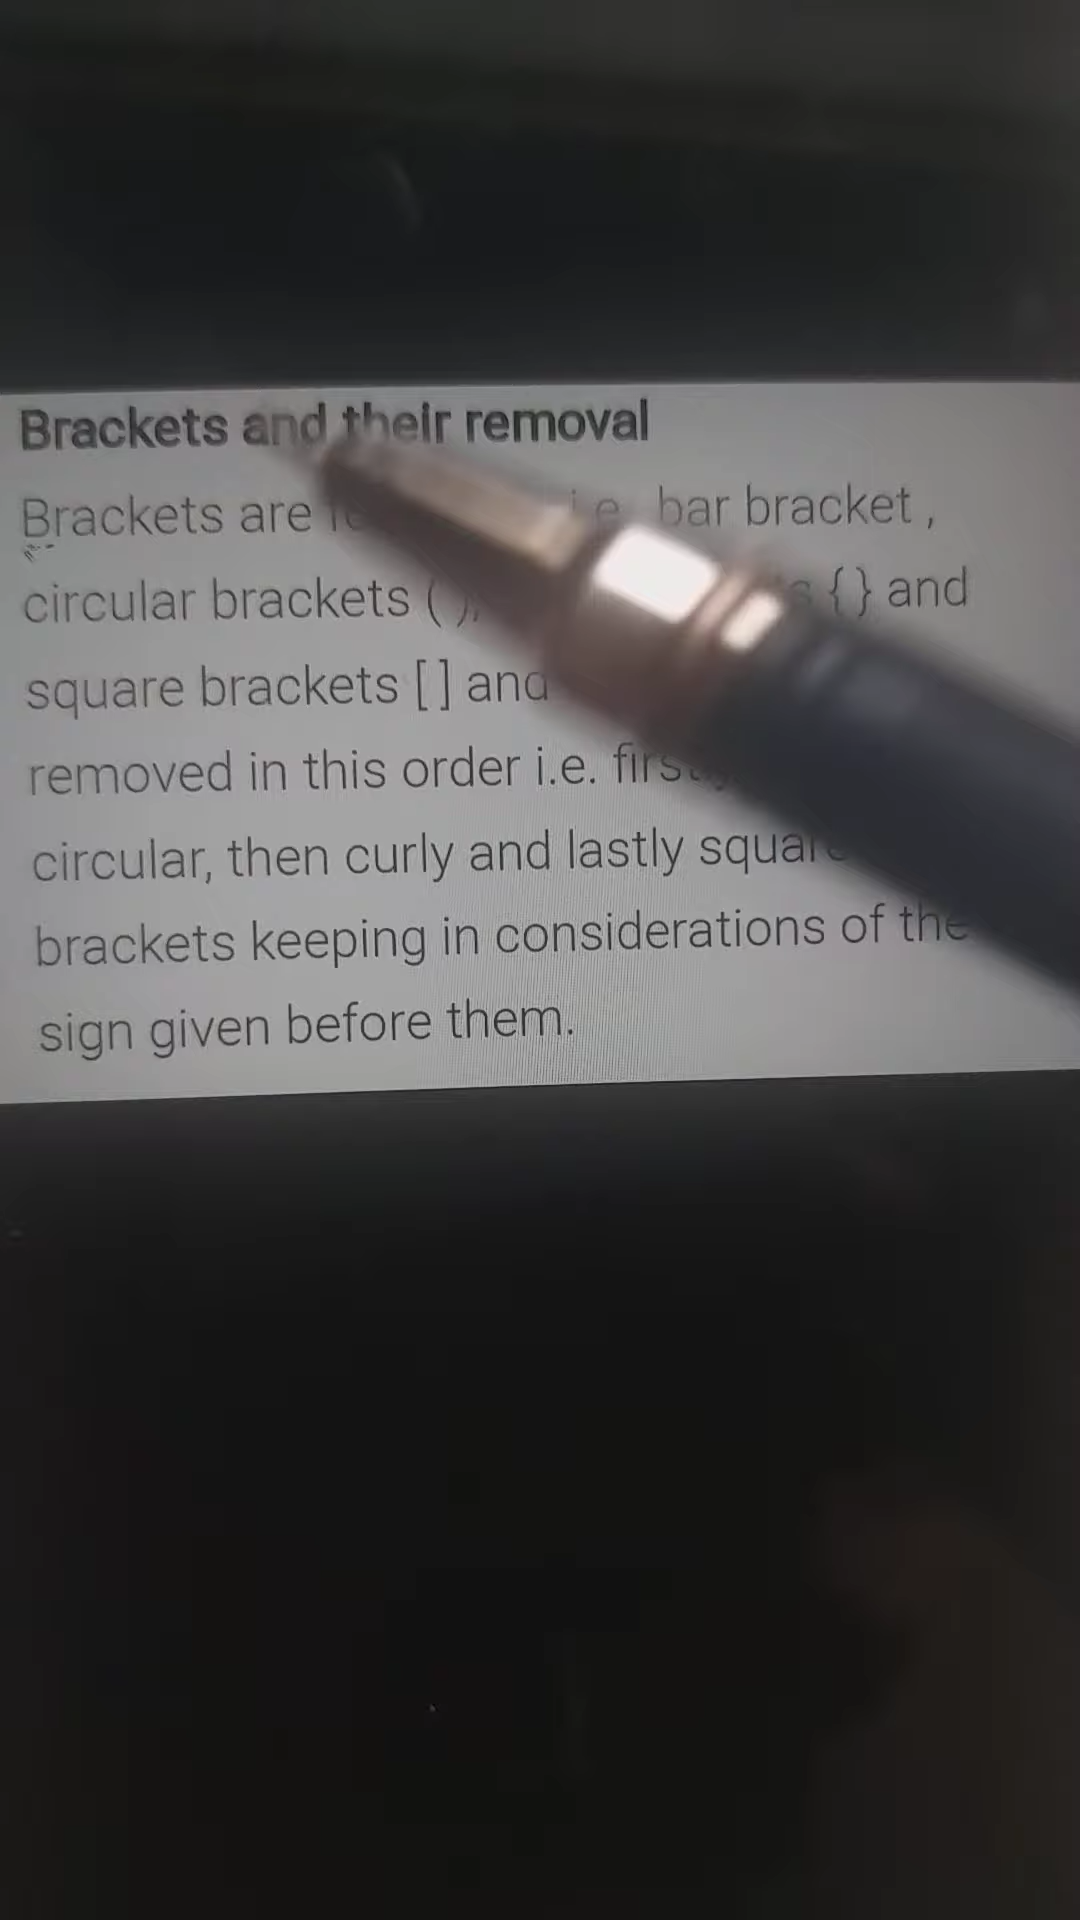 Brackets and their removal
Brackets are i.e. bar bracket ,
circular brackets ( ), {} and
square brackets [ ] and
removed in this order i.e.
circular, then curly and lastly square
brackets keeping in considerations of the
sign given before them.